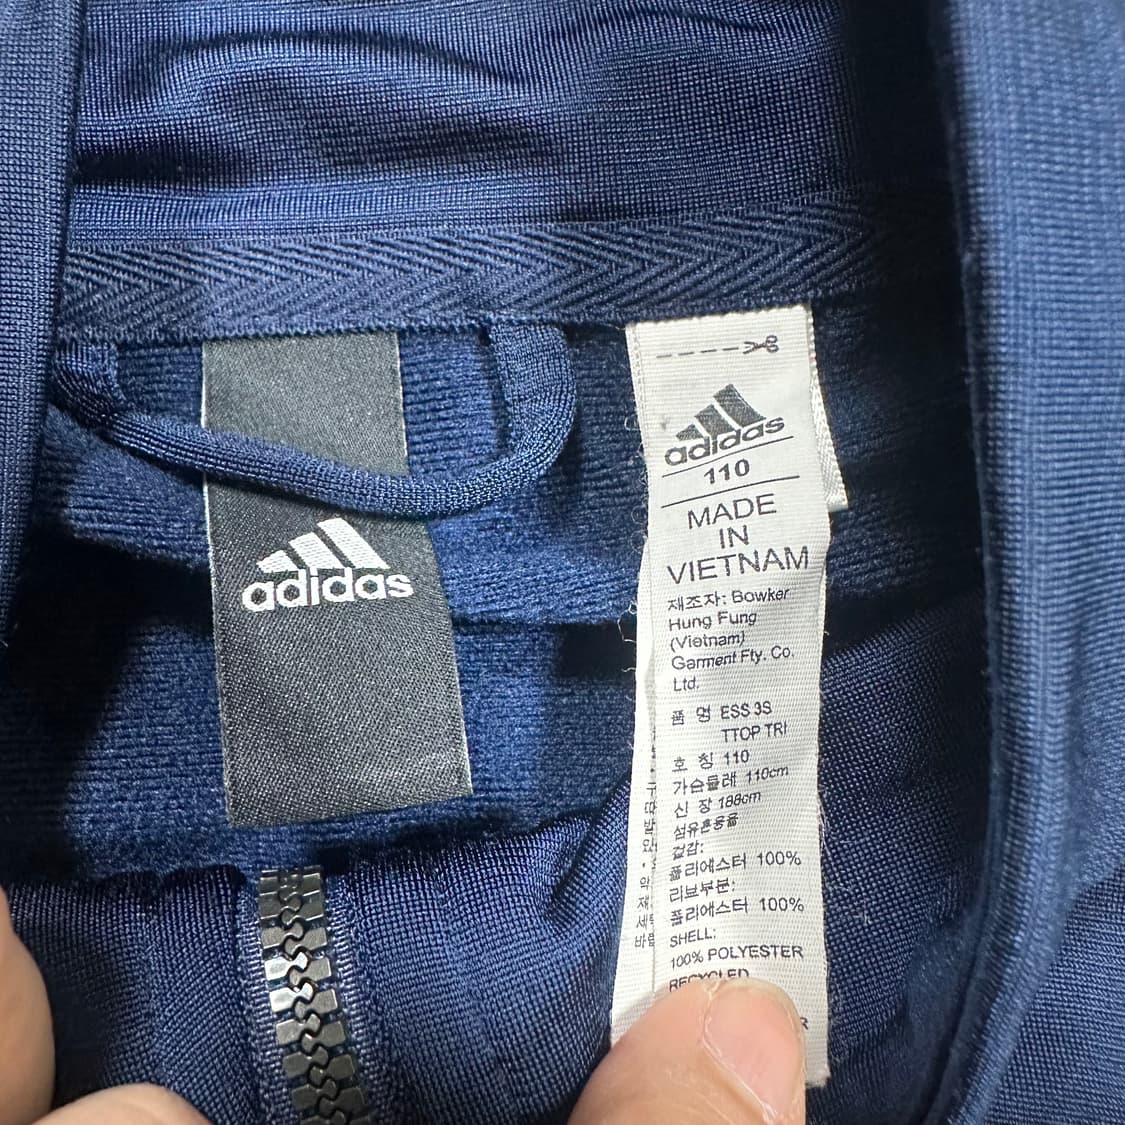 adidas
adidas
110
MADE
IN
VIETNAM
제조자: Bowker
Hung Fung
(Vietnam)
Garment Fty. Co.
Ltd.
품 명 ESS 3S
TTOP TRI
호 칭 110
가슴둘레 110cm
신 장 188cm
섬유혼용율
겉감:
폴리에스터 100%
리브부분:
폴리에스터 100%
SHELL:
100% POLYESTER
RECYCLED